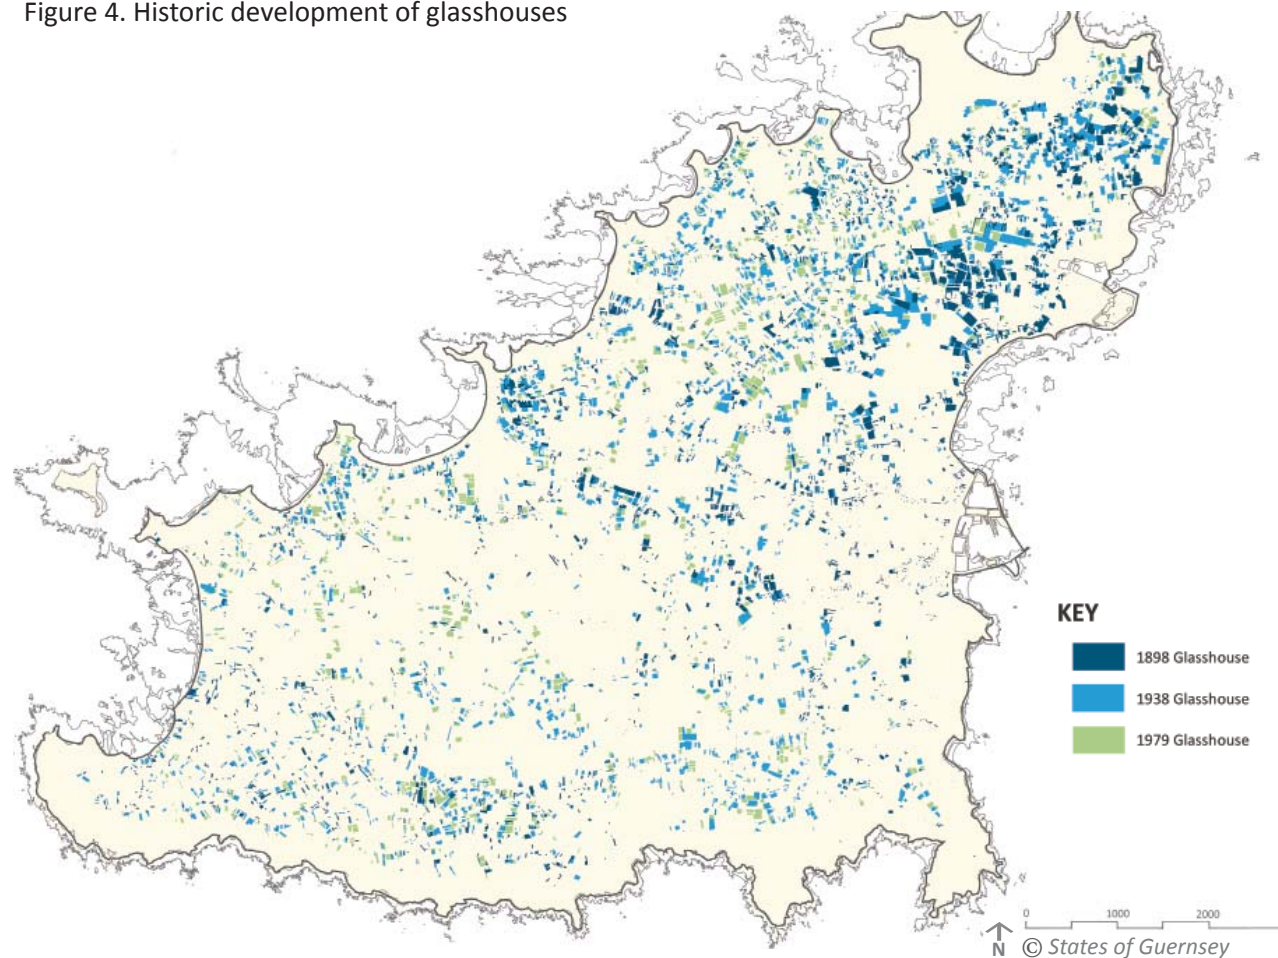 Figure 4. Historic development of glasshouses
KEY
1898 Glasshouse
1938 Glasshouse
1979 Glasshouse
0 1000 2000
N © States of Guernsey